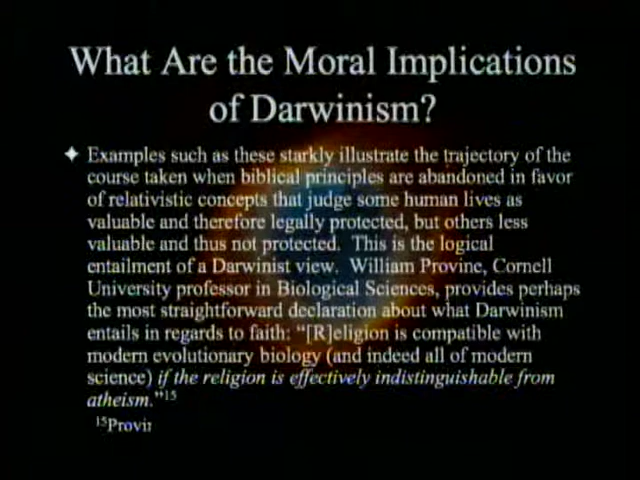 What Are the Moral Implications
of Darwinism?
Examples such as these starkly illustrate the trajectory of the
course taken when biblical principles are abandoned in favor
of relativistic concepts that judge some human lives as
valuable and therefore legally protected, but others less
valuable and thus not protected. This is the logical
entailment of a Darwinist view. William Provine, Cornell
University professor in Biological Sciences, provides perhaps
the most straightforward declaration about what Darwinism
entails in regards to faith: “[R]eligion is compatible with
modern evolutionary biology (and indeed all of modern
science) if the religion is effectively indistinguishable from
atheism.”15
15Provin